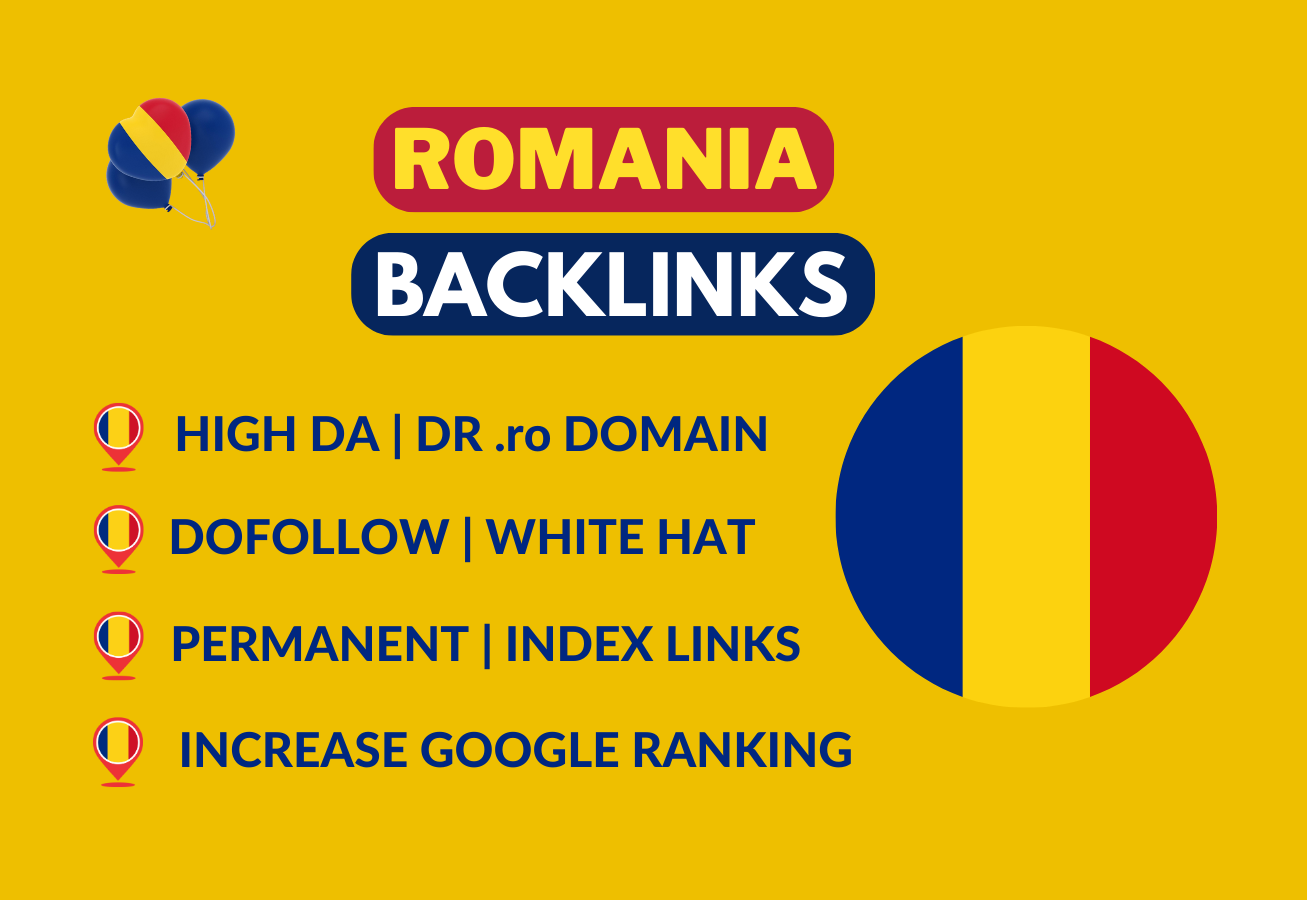 ROMANIA
BACKLINKS
HIGH DA | DR .ro DOMAIN
DOFOLLOW | WHITE HAT
PERMANENT | INDEX LINKS
INCREASE GOOGLE RANKING